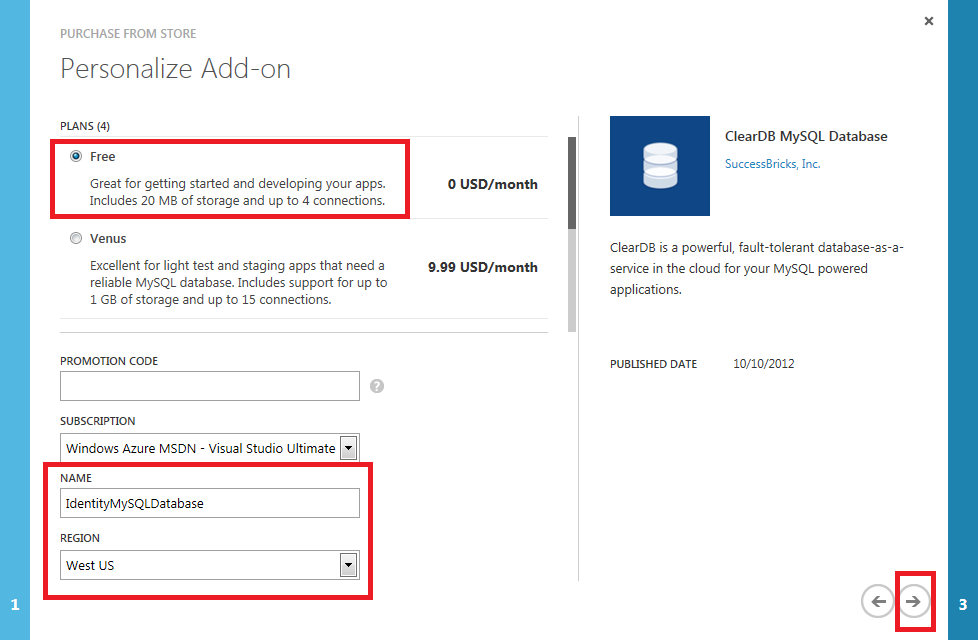 PURCHASE FROM STORE
Personalize Add-on
PLANS (4)
Free
Great for getting started and developing your apps.
Includes 20 MB of storage and up to 4 connections.
0 USD/month
Venus
Excellent for light test and staging apps that need a
reliable MySQL database. Includes support for up to
1 GB of storage and up to 15 connections.
9.99 USD/month
PROMOTION CODE
?
SUBSCRIPTION
Windows Azure MSDN - Visual Studio Ultimate
NAME
IdentityMySQLDatabase
REGION
West US
ClearDB MySQL Database
SuccessBricks, Inc.
ClearDB is a powerful, fault-tolerant database-as-a-
service in the cloud for your MySQL powered
applications.
PUBLISHED DATE 10/10/2012
1
3